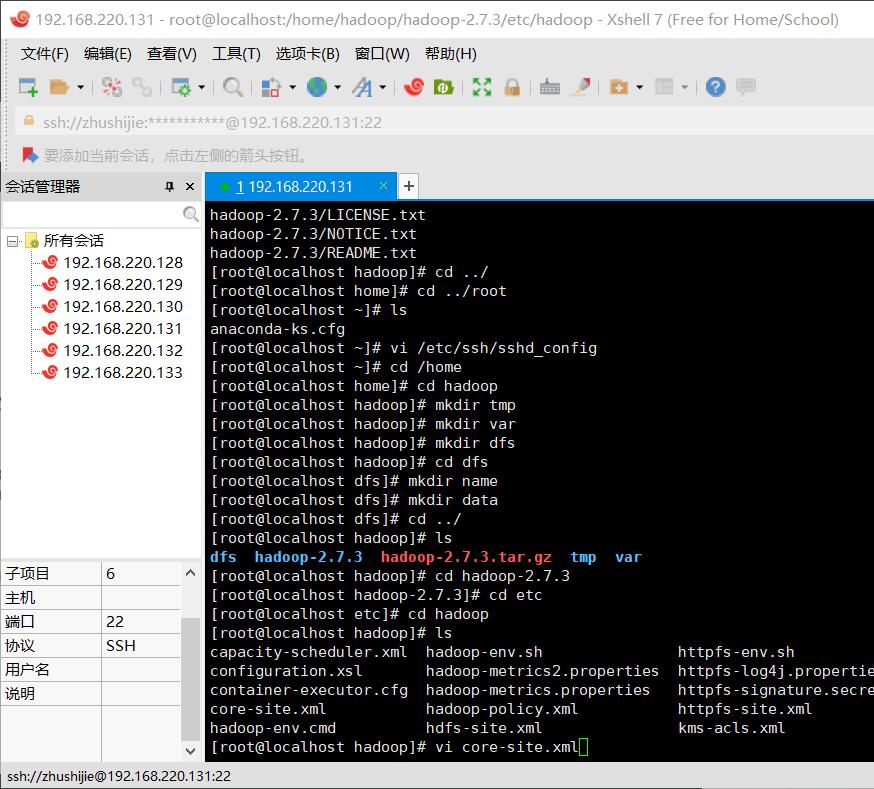 192.168.220.131 - root@localhost:/home/hadoop/hadoop-2.7.3/etc/hadoop - Xshell 7 (Free for Home/School)
文件(F) 编辑(E) 查看(V) 工具(T) 选项卡(B) 窗口(W) 帮助(H)
ssh://zhushijie:***********@192.168.220.131:22
要添加当前会话，点击左侧的箭头按钮。
会话管理器
1 192.168.220.131
所有会话
192.168.220.128
192.168.220.129
192.168.220.130
192.168.220.131
192.168.220.132
192.168.220.133
子项目 6
主机
端口 22
协议 SSH
用户名
说明
hadoop-2.7.3/LICENSE.txt
hadoop-2.7.3/NOTICE.txt
hadoop-2.7.3/README.txt
[root@localhost hadoop]# cd ../
[root@localhost home]# cd ../root
[root@localhost ~]# ls
anaconda-ks.cfg
[root@localhost ~]# vi /etc/ssh/sshd_config
[root@localhost ~]# cd /home
[root@localhost home]# cd hadoop
[root@localhost hadoop]# mkdir tmp
[root@localhost hadoop]# mkdir var
[root@localhost hadoop]# mkdir dfs
[root@localhost hadoop]# cd dfs
[root@localhost dfs]# mkdir name
[root@localhost dfs]# mkdir data
[root@localhost dfs]# cd ../
[root@localhost hadoop]# ls
dfs hadoop-2.7.3 hadoop-2.7.3.tar.gz tmp var
[root@localhost hadoop]# cd hadoop-2.7.3
[root@localhost hadoop-2.7.3]# cd etc
[root@localhost etc]# cd hadoop
[root@localhost hadoop]# ls
capacity-scheduler.xml hadoop-env.sh httpfs-env.sh
configuration.xsl hadoop-metrics2.properties httpfs-log4j.propertie
container-executor.cfg hadoop-metrics.properties httpfs-signature.secre
core-site.xml hadoop-policy.xml httpfs-site.xml
hadoop-env.cmd hdfs-site.xml kms-acls.xml
[root@localhost hadoop]# vi core-site.xml
ssh://zhushijie@192.168.220.131:22